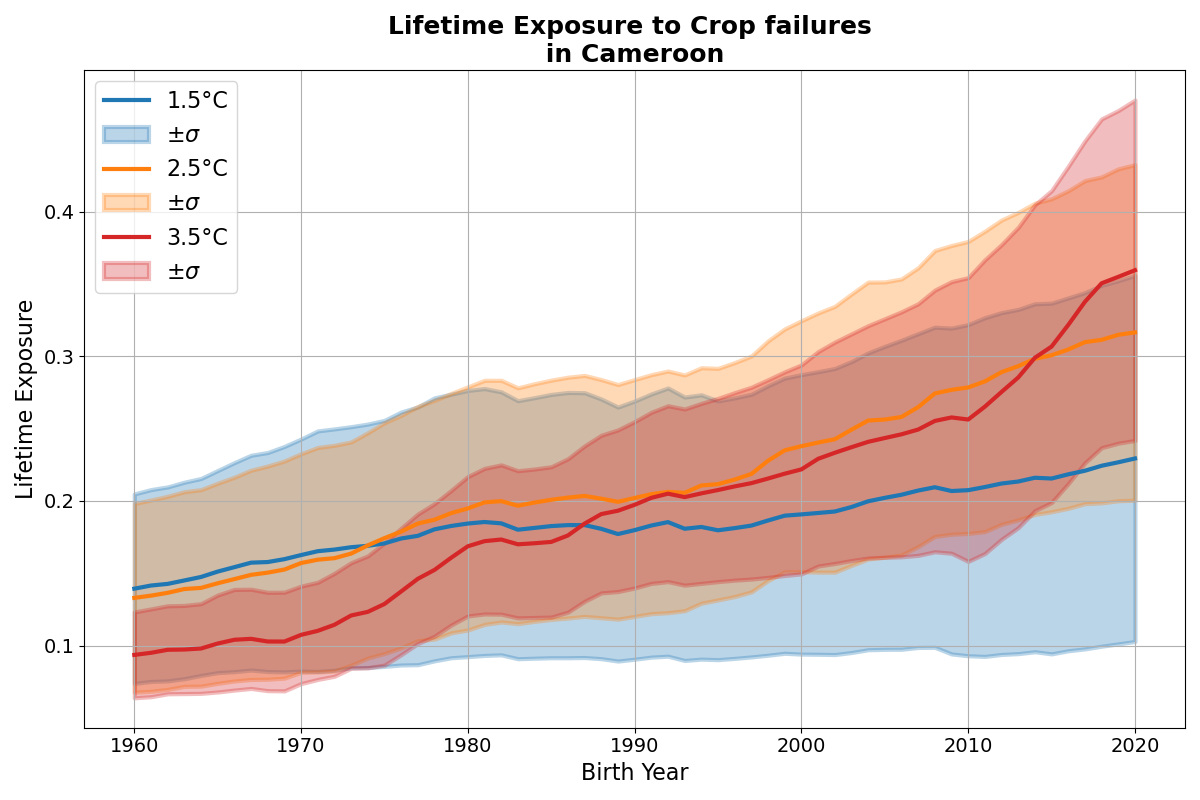 Lifetime Exposure to Crop failures
in Cameroon
1.5°C
±σ
2.5°C
±σ
3.5°C
±σ
Lifetime Exposure
0.4
0.3
0.2
0.1
1960 1970 1980 1990 2000 2010 2020
Birth Year